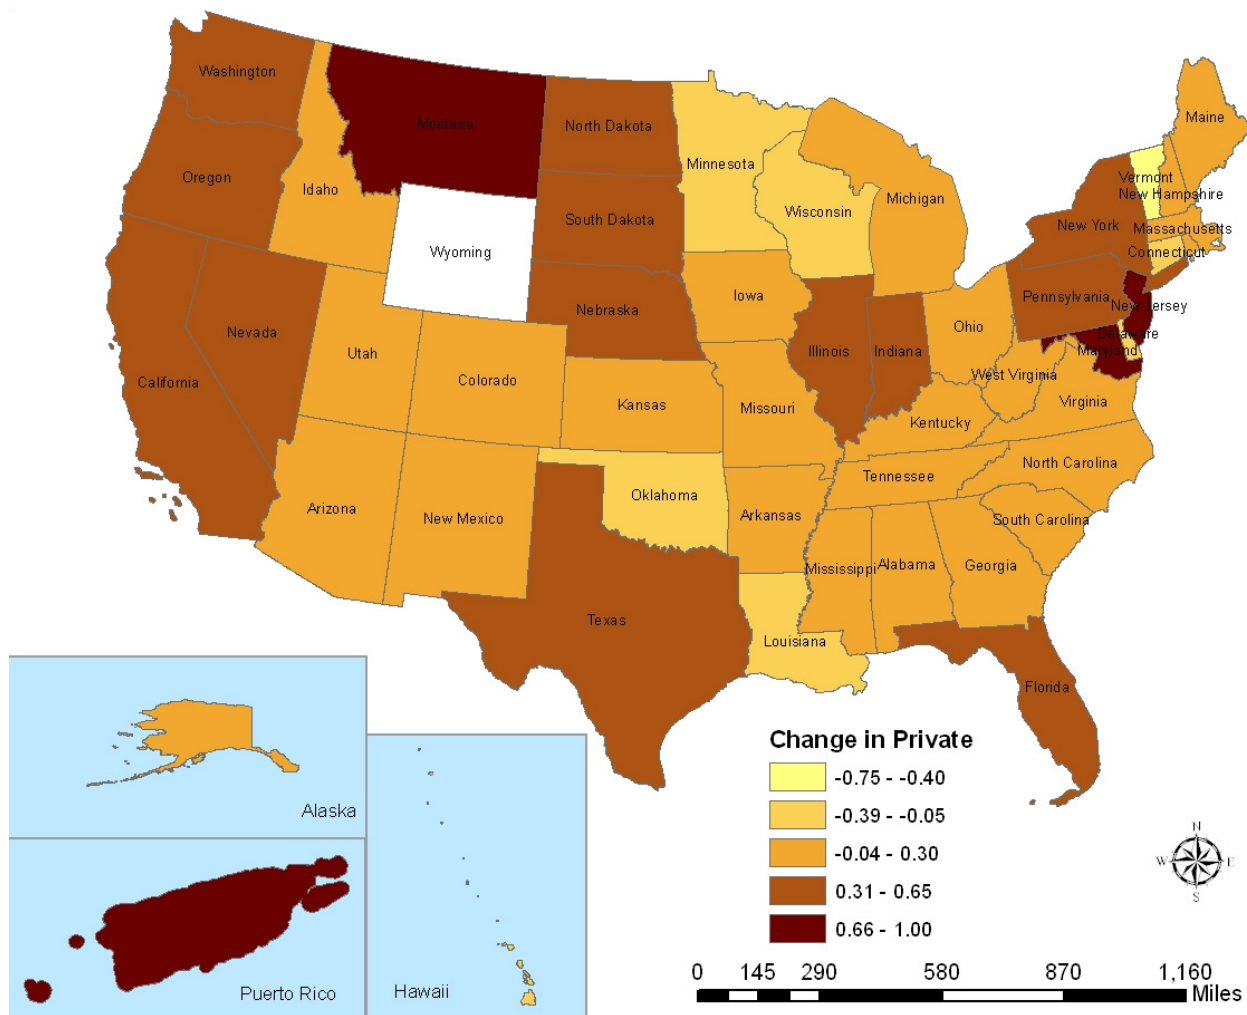 Washington
Montana
North Dakota
Minnesota
Maine
Oregon
Idaho
Wisconsin
Michigan
Vermont
New Hampshire
South Dakota
New York
Massachusetts
Wyoming
Connecticut
Iowa
Pennsylvania
New Jersey
Nebraska
Nevada
Ohio
Delaware
Utah
Illinois
Indiana
Maryland
California
Colorado
West Virginia
Kansas
Missouri
Virginia
Kentucky
North Carolina
Tennessee
Oklahoma
Arizona
New Mexico
Arkansas
South Carolina
Mississippi
Alabama
Georgia
Texas
Louisiana
Florida
Change in Private
-0.75 - -0.40
-0.39 - -0.05
-0.04 - 0.30
0.31 - 0.65
0.66 - 1.00
Alaska
Puerto Rico
Hawaii
N
W E
S
0 145 290 580 870 1,160
Miles